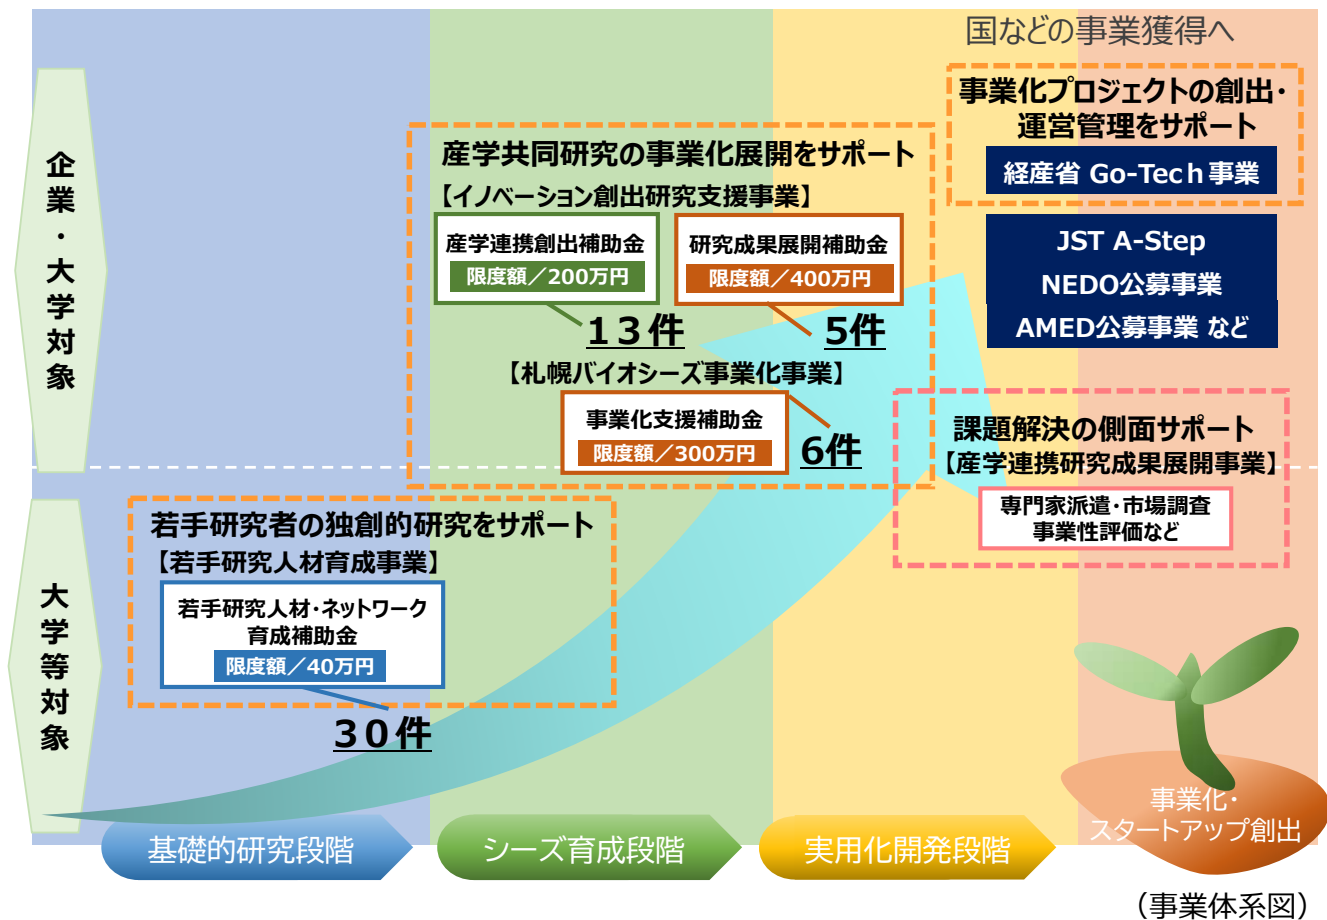 国などの事業獲得へ
企業・大学対象
事業化プロジェクトの創出・
運営管理をサポート
経産省 Go-Tech事業
JST A-Step
NEDO公募事業
AMED公募事業 など
産学共同研究の事業化展開をサポート
【イノベーション創出研究支援事業】
産学連携創出補助金
限度額／200万円
13件
研究成果展開補助金
限度額／400万円
5件
【札幌バイオシーズ事業化事業】
事業化支援補助金
限度額／300万円
6件
課題解決の側面サポート
【産学連携研究成果展開事業】
専門家派遣・市場調査
事業性評価など
大学等対象
若手研究者の独創的研究をサポート
【若手研究人材育成事業】
若手研究人材・ネットワーク
育成補助金
限度額／40万円
30件
基礎的研究段階
シーズ育成段階
実用化開発段階
事業化・
スタートアップ創出
（事業体系図）